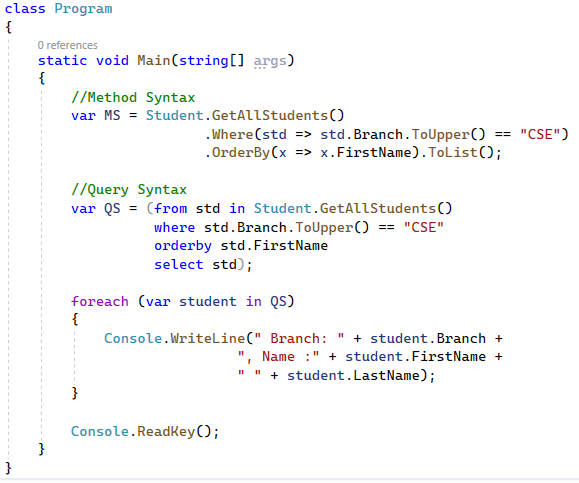 class Program
{
    0 references
    static void Main(string[] args)
    {
        //Method Syntax
        var MS = Student.GetAllStudents()
                        .Where(std => std.Branch.ToUpper() == "CSE")
                        .OrderBy(x => x.FirstName).ToList();
        //Query Syntax
        var QS = (from std in Student.GetAllStudents()
                  where std.Branch.ToUpper() == "CSE"
                  orderby std.FirstName
                  select std);
        foreach (var student in QS)
        {
            Console.WriteLine(" Branch: " + student.Branch +
                            ", Name :" + student.FirstName +
                            " " + student.LastName);
        }
        Console.ReadKey();
    }
}